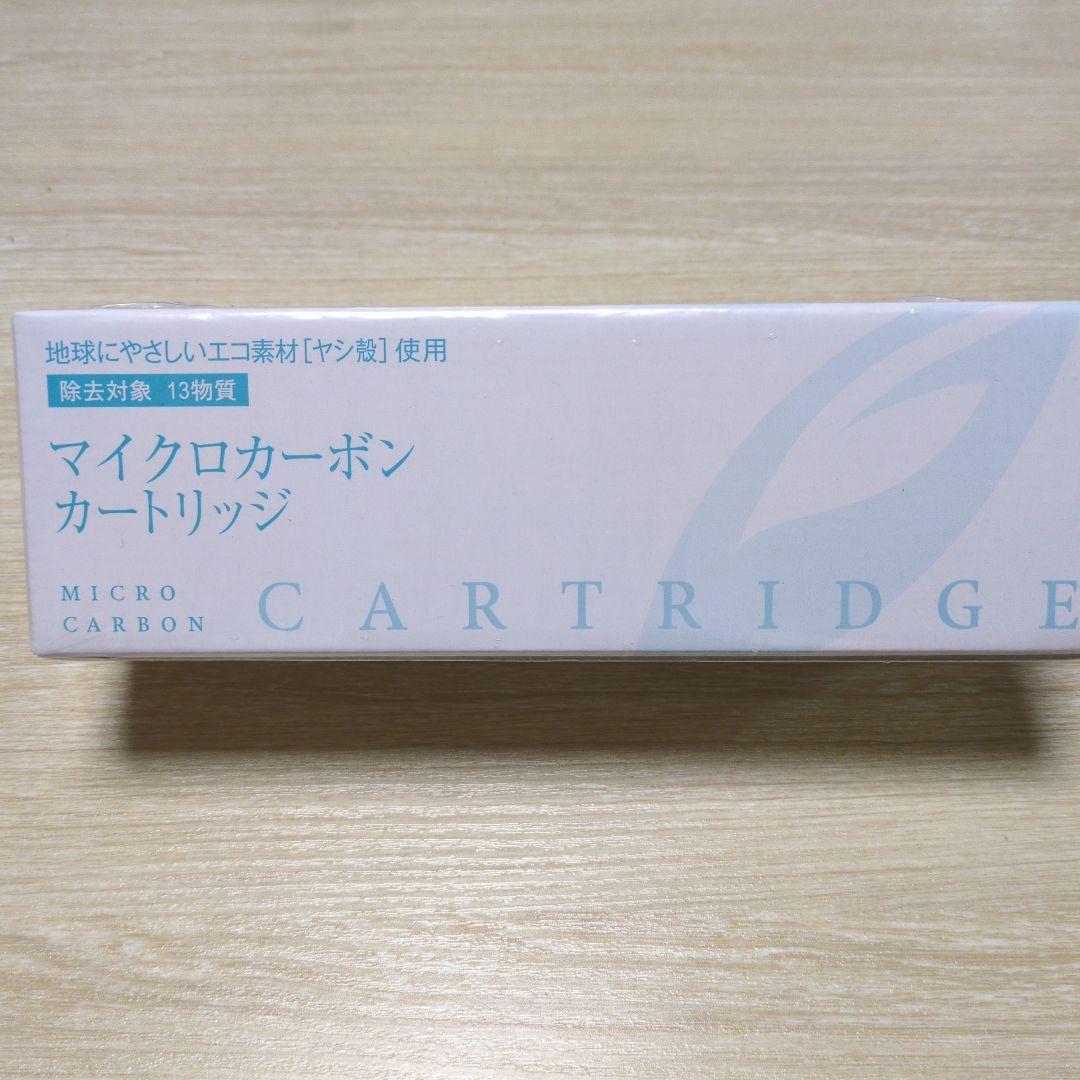 地球にやさしいエコ素材[ヤシ殻]使用
除去対象 13物質
マイクロカーボン
カートリッジ
MICRO
CARBON
CARTRIDGE